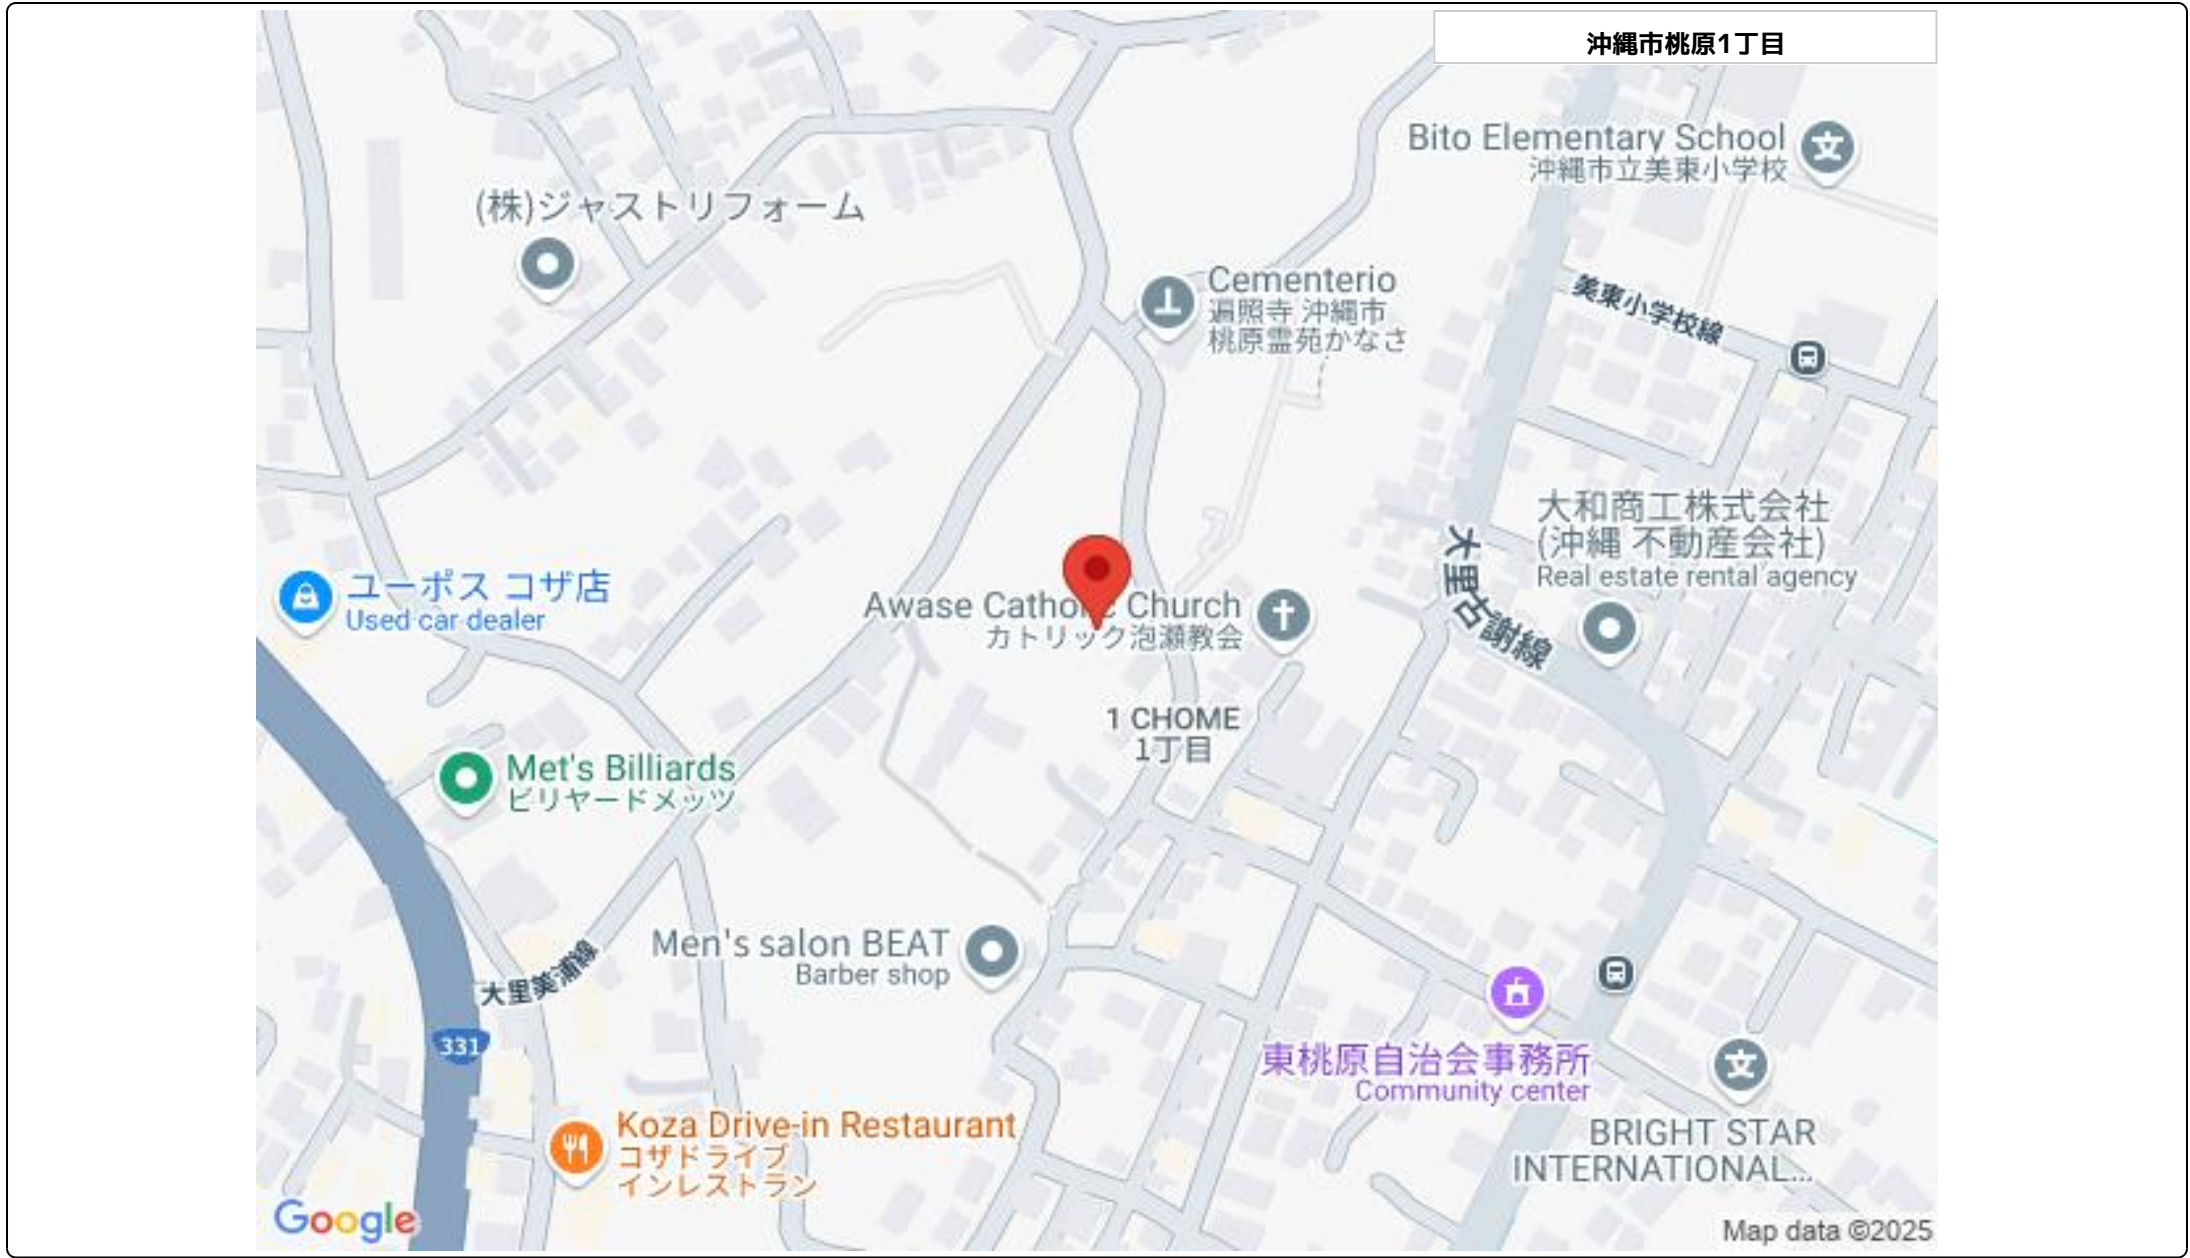 沖縄市桃原1丁目
Bito Elementary School
沖縄市立美東小学校
(株)ジャストリフォーム
Cementerio
遍照寺 沖縄市
桃原霊苑かなさ
美東小学校線
大和商工株式会社
(沖縄 不動産会社)
Real estate rental agency
大里古謝線
ユーポス コザ店
Used car dealer
Awase Catholic Church
カトリック泡瀬教会
1 CHOME
1丁目
Met's Billiards
ビリヤードメッツ
Men's salon BEAT
Barber shop
大里美浦線
331
東桃原自治会事務所
Community center
Koza Drive-in Restaurant
コザドライブ
インレストラン
BRIGHT STAR
INTERNATIONAL...
Google
Map data ©2025